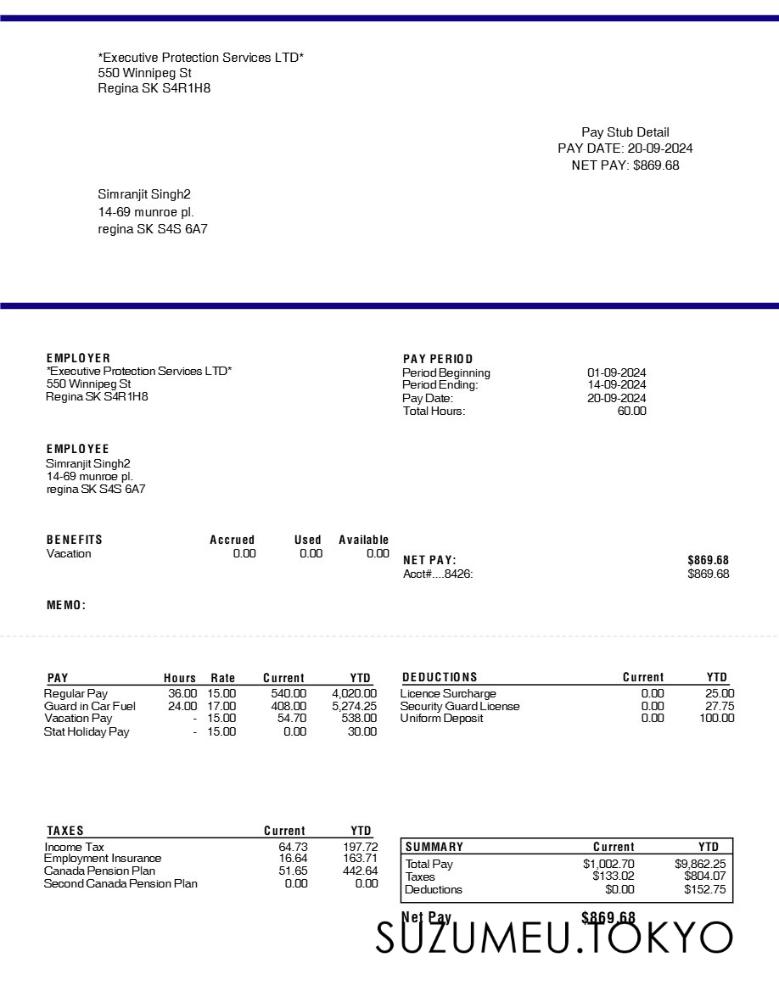 *Executive Protection Services LTD*
550 Winnipeg St
Regina SK S4R1H8
Pay Stub Detail
PAY DATE: 20-09-2024
NET PAY: $869.68
Simranjit Singh2
14-69 munroe pl.
regina SK S4S 6A7
EMPLOYER
*Executive Protection Services LTD*
550 Winnipeg St
Regina SK S4R1H8
PAY PERIOD
Period Beginning 01-09-2024
Period Ending: 14-09-2024
Pay Date: 20-09-2024
Total Hours: 60.00
EMPLOYEE
Simranjit Singh2
14-69 munroe pl.
regina SK S4S 6A7
BENEFITS Accrued Used Available
Vacation 0.00 0.00 0.00
NET PAY: $869.68
Acct#....8426: $869.68
MEMO:
PAY Hours Rate Current YTD
Regular Pay 36.00 15.00 540.00 4,020.00
Guard in Car Fuel 24.00 17.00 408.00 5,274.25
Vacation Pay - 15.00 54.70 538.00
Stat Holiday Pay - 15.00 0.00 30.00
DEDUCTIONS Current YTD
Licence Surcharge 0.00 25.00
Security Guard License 0.00 27.75
Uniform Deposit 0.00 100.00
TAXES Current YTD
Income Tax 64.73 197.72
Employment Insurance 16.64 163.71
Canada Pension Plan 51.65 442.64
Second Canada Pension Plan 0.00 0.00
SUMMARY Current YTD
Total Pay $1,002.70 $9,862.25
Taxes $133.02 $804.07
Deductions $0.00 $152.75
Net Pay $869.68
SUZUMEU.TOKYO